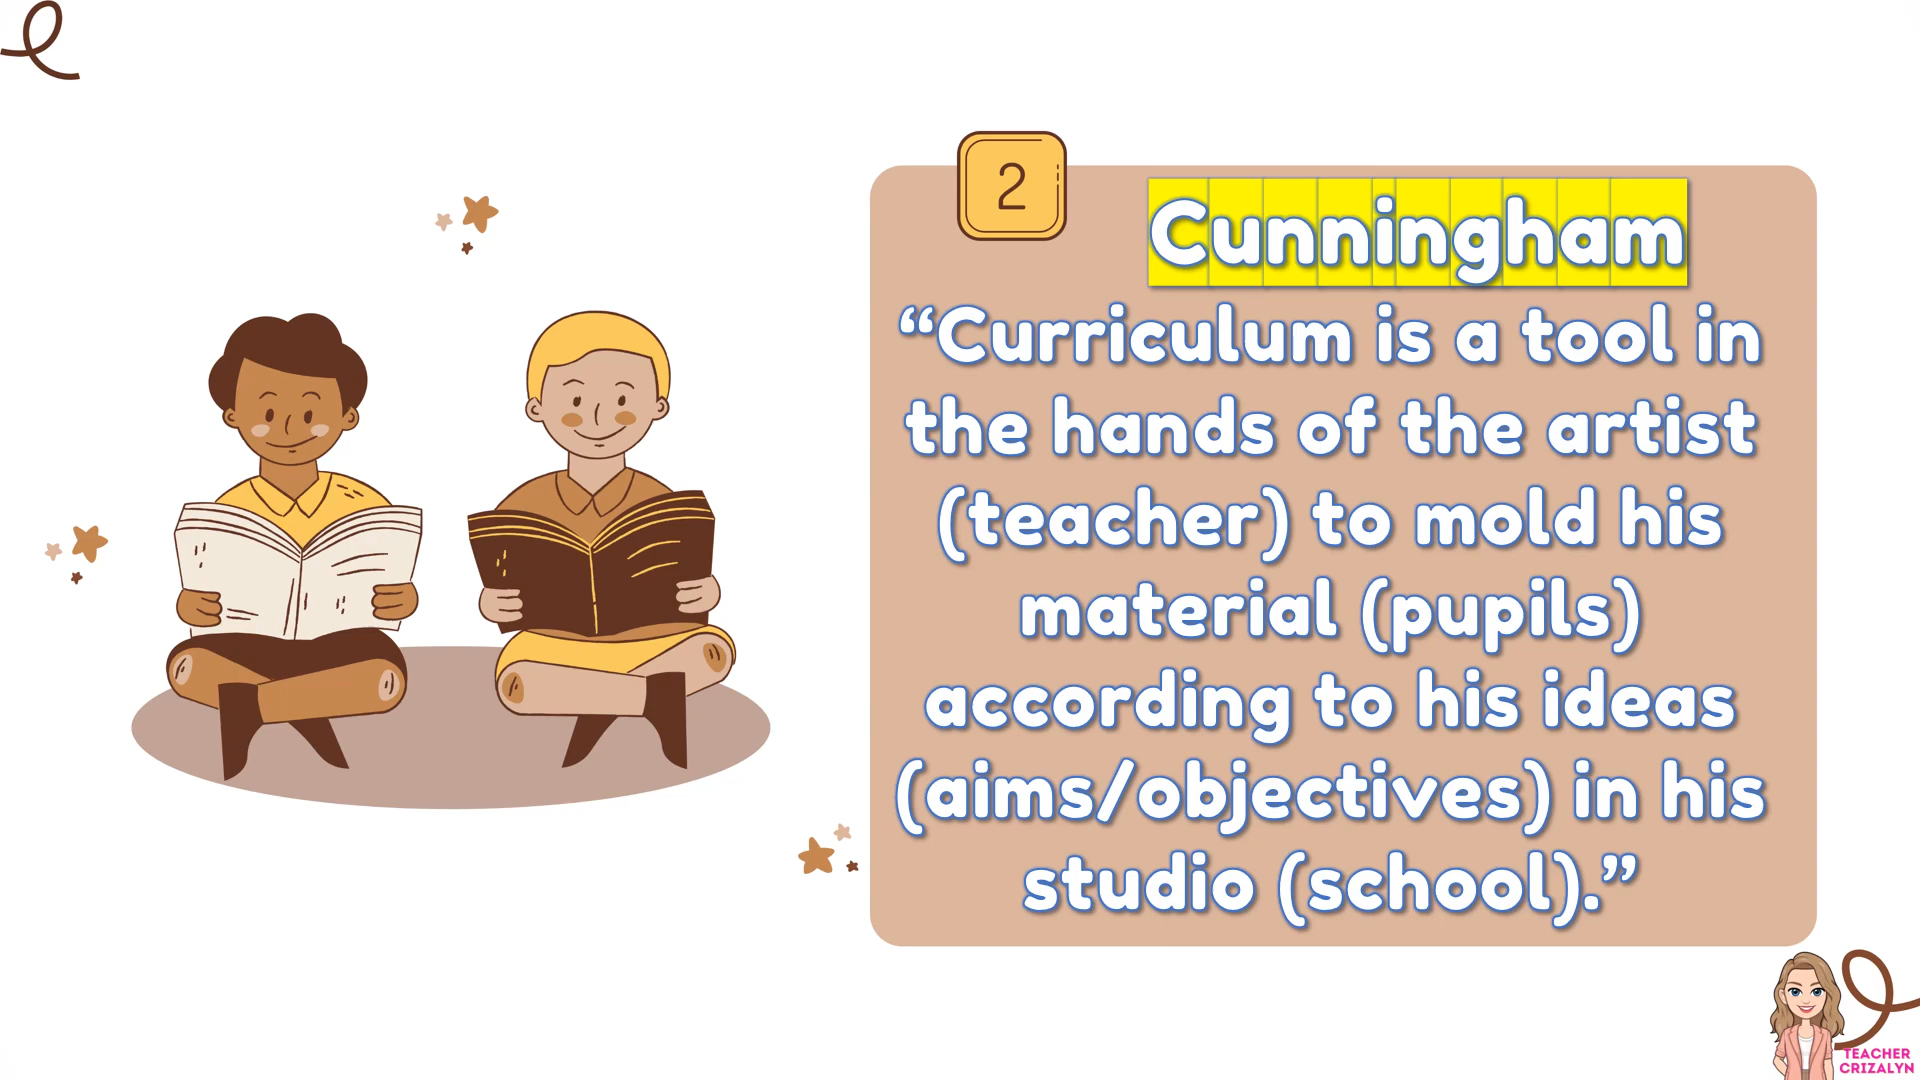 2
Cunningham
“Curriculum is a tool in
the hands of the artist
(teacher) to mold his
material (pupils)
according to his ideas
(aims/objectives) in his
studio (school).”
TEACHER
CRIZALYN